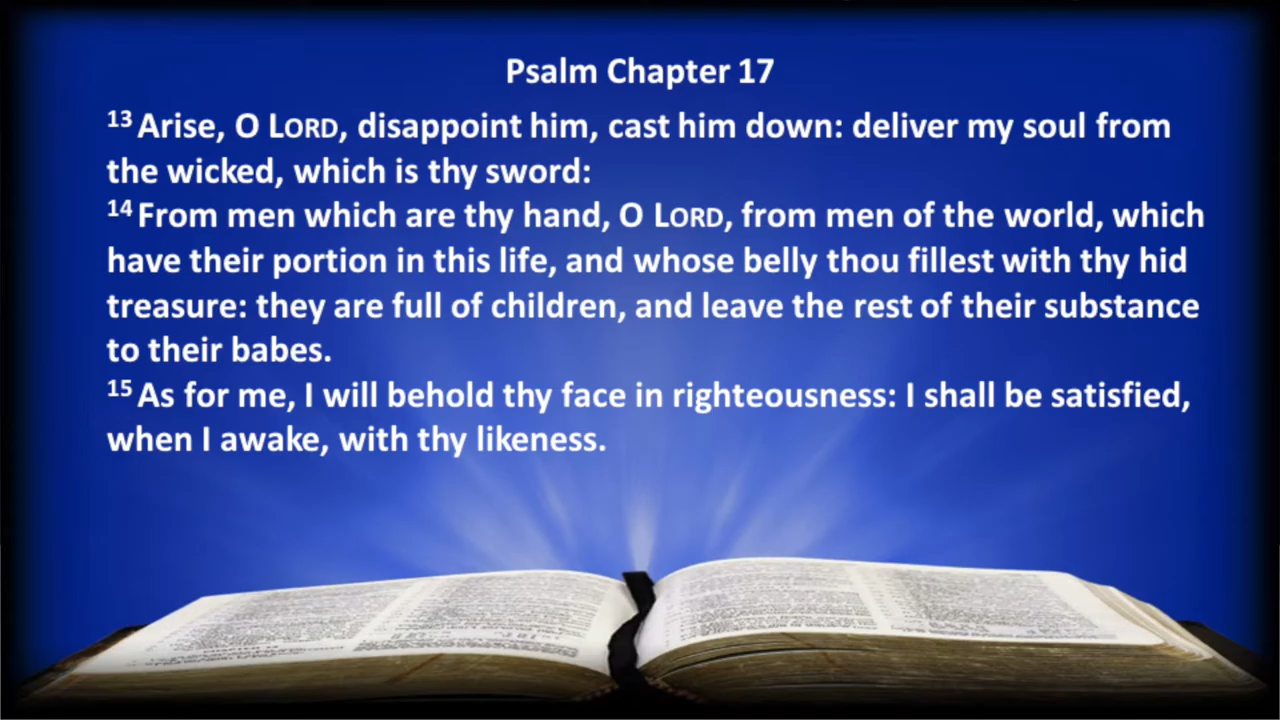 Psalm Chapter 17
13 Arise, O LORD, disappoint him, cast him down: deliver my soul from
the wicked, which is thy sword:
14 From men which are thy hand, O LORD, from men of the world, which
have their portion in this life, and whose belly thou fillest with thy hid
treasure: they are full of children, and leave the rest of their substance
to their babes.
15 As for me, I will behold thy face in righteousness: I shall be satisfied,
when I awake, with thy likeness.